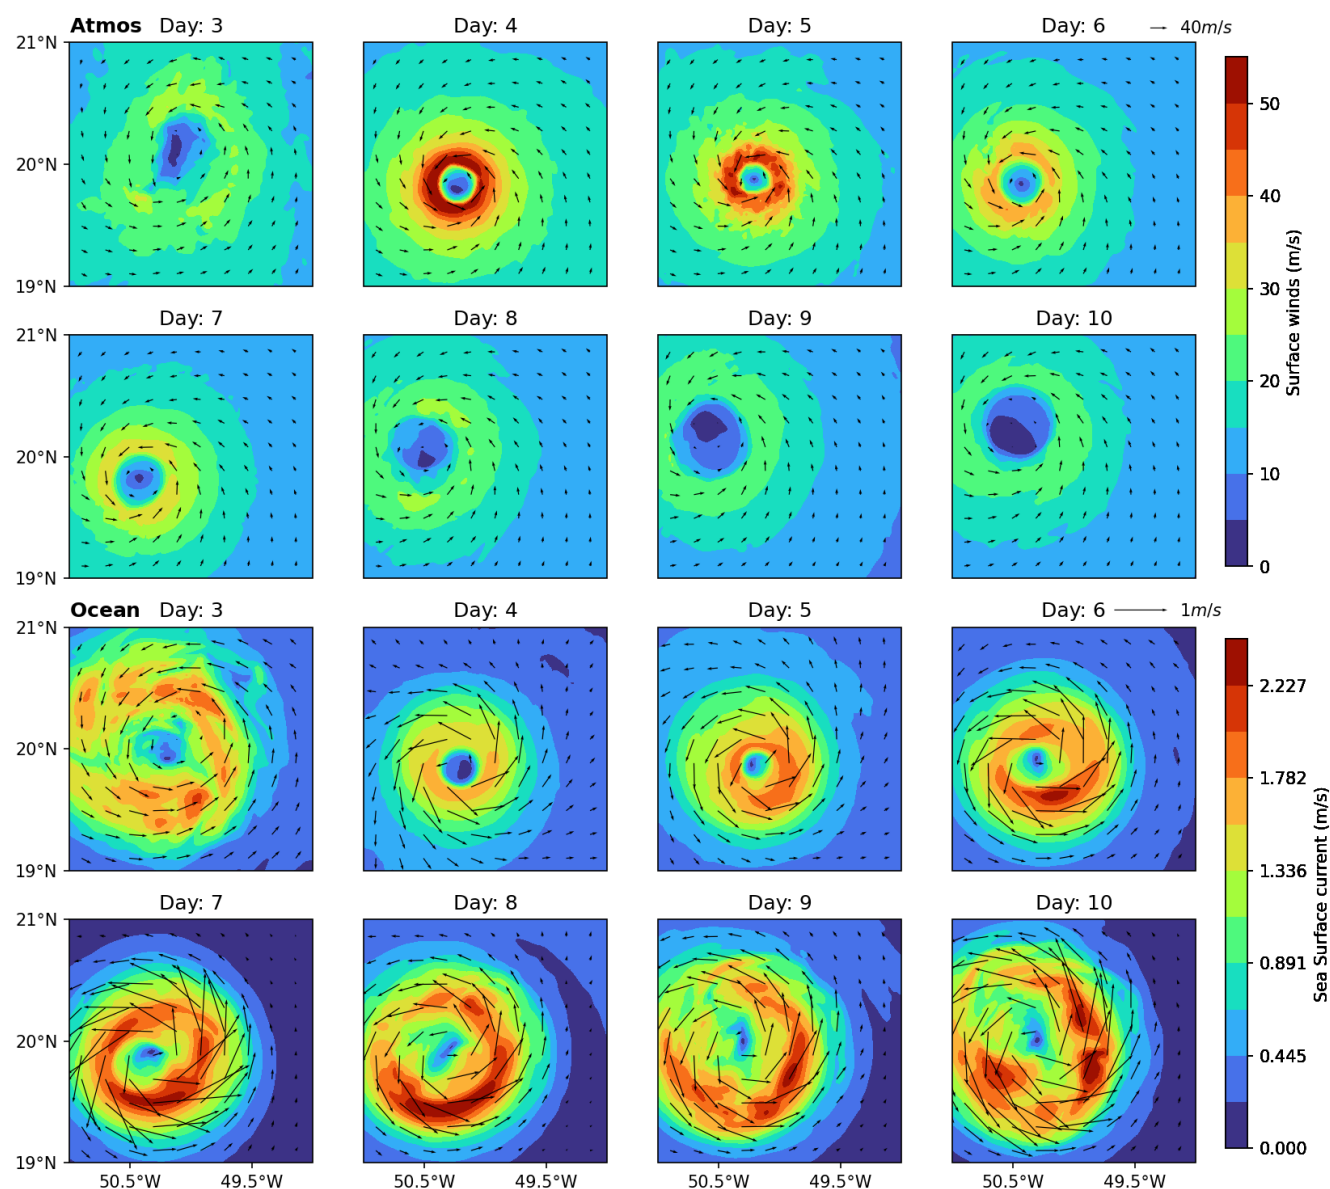 Atmos Day: 3 Day: 4 Day: 5 Day: 6 40m/s
21°N
20°N
19°N
50
40
30
20
10
0
Surface winds (m/s)
Day: 7 Day: 8 Day: 9 Day: 10
21°N
20°N
19°N
Ocean Day: 3 Day: 4 Day: 5 Day: 6 1m/s
21°N
20°N
19°N
2.227
1.782
1.336
0.891
0.445
0.000
Sea Surface current (m/s)
Day: 7 Day: 8 Day: 9 Day: 10
21°N
20°N
19°N
50.5°W 49.5°W 50.5°W 49.5°W 50.5°W 49.5°W 50.5°W 49.5°W